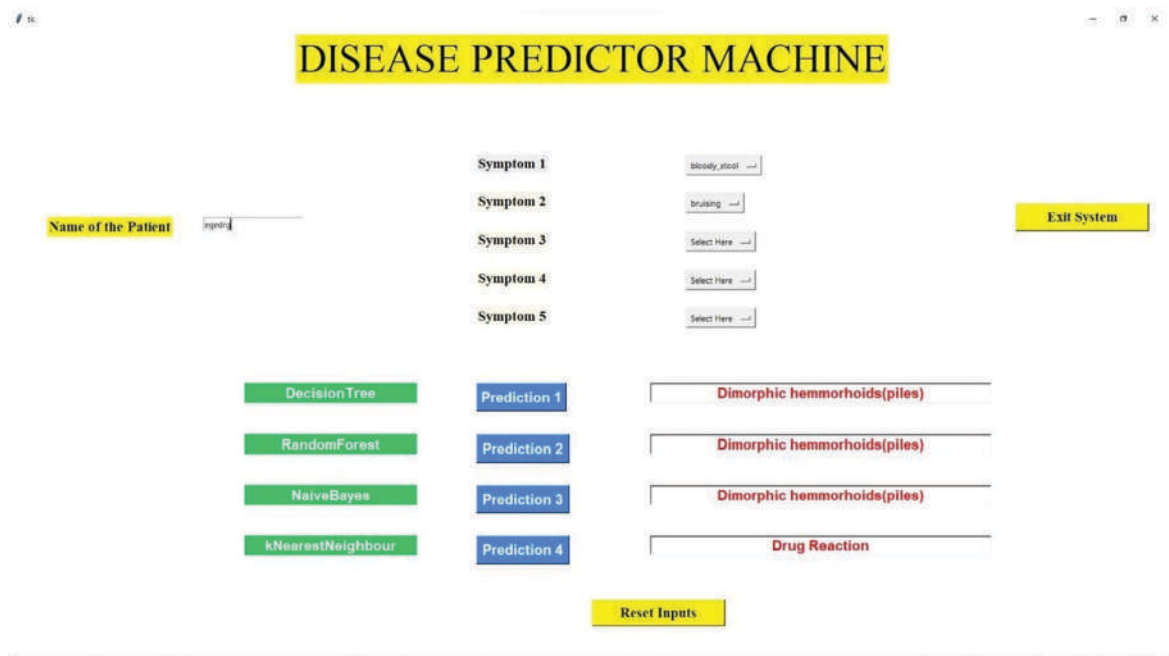 tk
DISEASE PREDICTOR MACHINE
Symptom 1 bloody_stool
Symptom 2 bruising
Name of the Patient
Exit System
Symptom 3 Select Here
Symptom 4 Select Here
Symptom 5 Select Here
DecisionTree Prediction 1 Dimorphic hemmorhoids(piles)
RandomForest Prediction 2 Dimorphic hemmorhoids(piles)
NaiveBayes Prediction 3 Dimorphic hemmorhoids(piles)
kNearestNeighbour Prediction 4 Drug Reaction
Reset Inputs